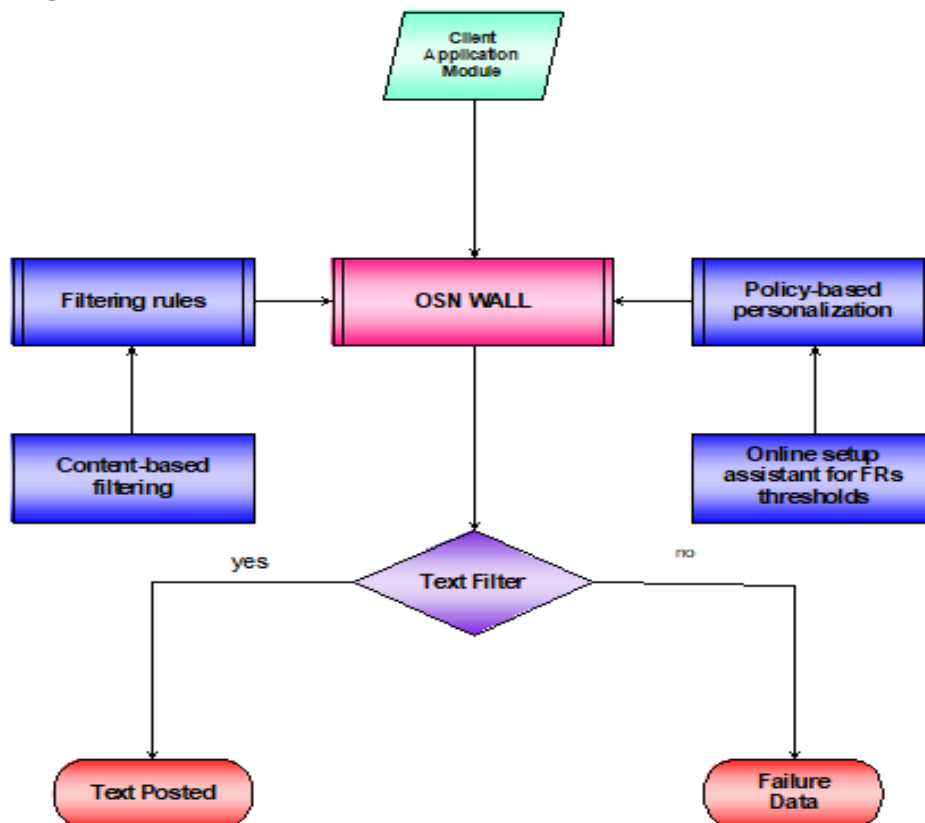 Client
Application
Module
Filtering rules
OSN WALL
Policy-based
personalization
Content-based
filtering
Online setup
assistant for FRs
thresholds
yes
Text Filter
no
Text Posted
Failure
Data